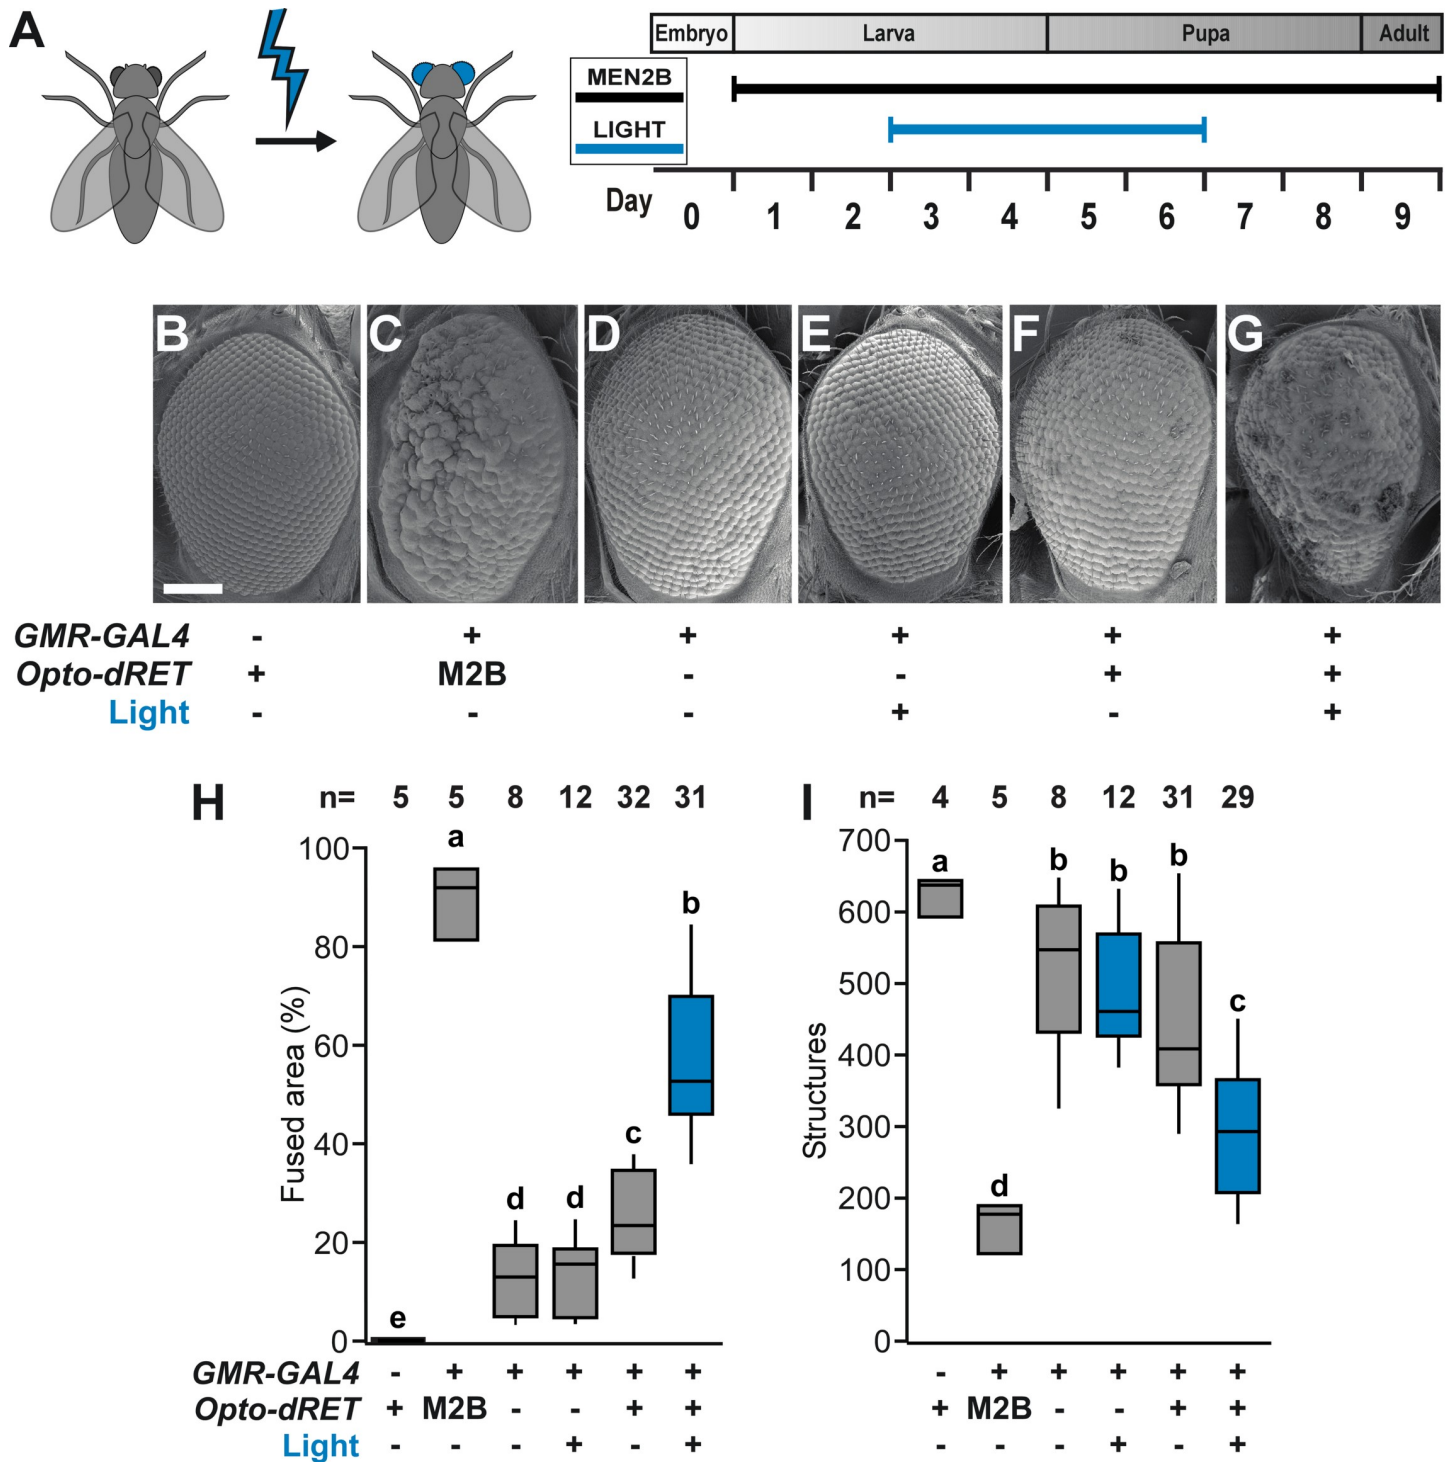 A
Embryo Larva Pupa Adult
MEN2B
LIGHT
Day 0 1 2 3 4 5 6 7 8 9
B C D E F G
GMR-GAL4 - + + + + +
Opto-dRET + M2B - - + +
Light - - - + - +
H n= 5 5 8 12 32 31
I n= 4 5 8 12 31 29
Fused area (%)
100
80
60
40
20
0
e a d d c b
Structures
700
600
500
400
300
200
100
0
a d b b b c
GMR-GAL4 - + + + + + - + + + + +
Opto-dRET + M2B - - + + + M2B - - + +
Light - - - + - + - - - + - +